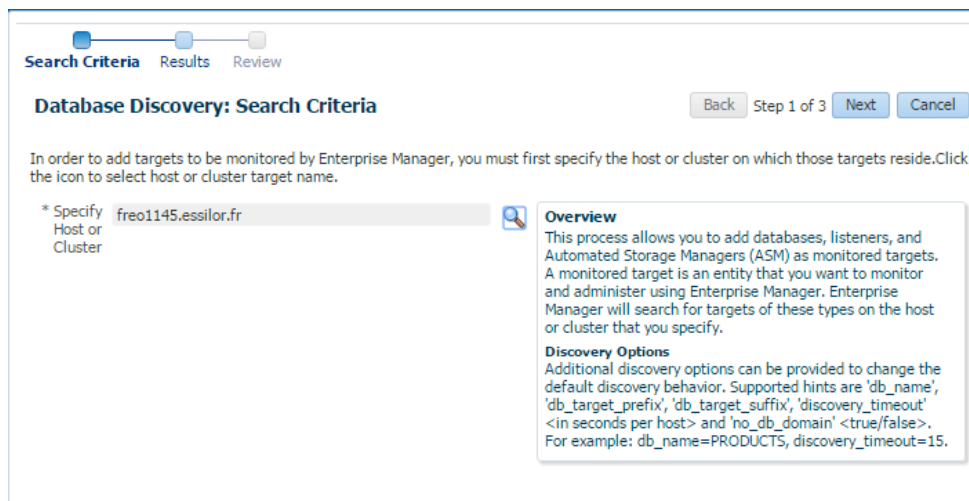 Search Criteria Results Review
Database Discovery: Search Criteria
Back Step 1 of 3 Next Cancel
In order to add targets to be monitored by Enterprise Manager, you must first specify the host or cluster on which those targets reside.Click
the icon to select host or cluster target name.
* Specify
Host or
Cluster
freo1145.essilor.fr
Overview
This process allows you to add databases, listeners, and
Automated Storage Managers (ASM) as monitored targets.
A monitored target is an entity that you want to monitor
and administer using Enterprise Manager. Enterprise
Manager will search for targets of these types on the host
or cluster that you specify.
Discovery Options
Additional discovery options can be provided to change the
default discovery behavior. Supported hints are 'db_name',
'db_target_prefix', 'db_target_suffix', 'discovery_timeout'
<in seconds per host> and 'no_db_domain' <true/false>.
For example: db_name=PRODUCTS, discovery_timeout=15.